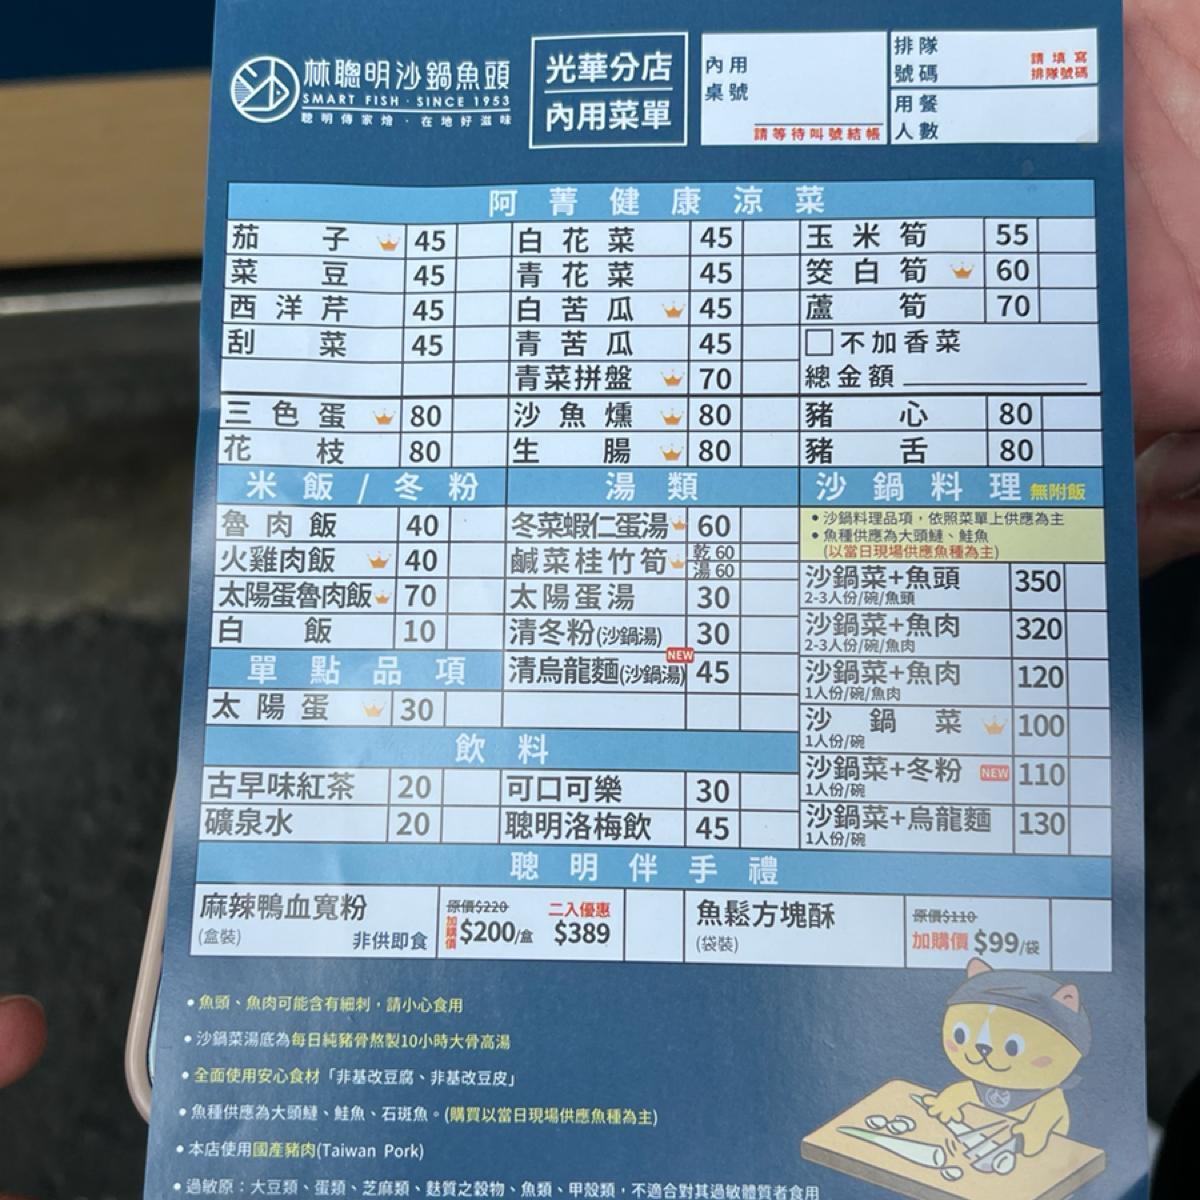 林聰明沙鍋魚頭
SMART FISH · SINCE 1953
聰明傳家燴 · 在地好滋味
光華分店
內用菜單
內用
桌號
請等待叫號結帳
排隊
號碼
請填寫
排隊號碼
用餐
人數
阿菁健康涼菜
茄子 45 白花菜 45 玉米筍 55
菜豆 45 青花菜 45 筊白筍 60
西洋芹 45 白苦瓜 45 蘆筍 70
刮菜 45 青苦瓜 45 □不加香菜
青菜拼盤 70 總金額
三色蛋 80 沙魚燻 80 豬心 80
花枝 80 生腸 80 豬舌 80
米飯/冬粉
魯肉飯 40
火雞肉飯 40
太陽蛋魯肉飯 70
白飯 10
單點品項
太陽蛋 30
湯類
冬菜蝦仁蛋湯 60
鹹菜桂竹筍 乾 60
湯 60
太陽蛋湯 30
清冬粉(沙鍋湯) 30
清烏龍麵(沙鍋湯) NEW 45
沙鍋料理 無附飯
• 沙鍋料理品項,依照菜單上供應為主
• 魚種供應為大頭鰱、鮭魚
(以當日現場供應魚種為主)
沙鍋菜+魚頭 350
2-3人份/碗/魚頭
沙鍋菜+魚肉 320
2-3人份/碗/魚肉
沙鍋菜+魚肉 120
1人份/碗/魚肉
沙鍋菜 100
1人份/碗
沙鍋菜+冬粉 NEW 110
1人份/碗
沙鍋菜+烏龍麵 130
1人份/碗
飲料
古早味紅茶 20 可口可樂 30
礦泉水 20 聰明洛梅飲 45
聰明伴手禮
麻辣鴨血寬粉
(盒裝) 非供即食
原價$220 二入優惠
加購價 $200/盒 $389
魚鬆方塊酥
(袋裝)
原價$110
加購價 $99/袋
• 魚頭、魚肉可能含有細刺,請小心食用
• 沙鍋菜湯底為每日純豬骨熬製10小時大骨高湯
• 全面使用安心食材「非基改豆腐、非基改豆皮」
• 魚種供應為大頭鰱、鮭魚、石斑魚。(購買以當日現場供應魚種為主)
• 本店使用國產豬肉(Taiwan Pork)
• 過敏原:大豆類、蛋類、芝麻類、麩質之穀物、魚類、甲殼類,不適合對其過敏體質者食用